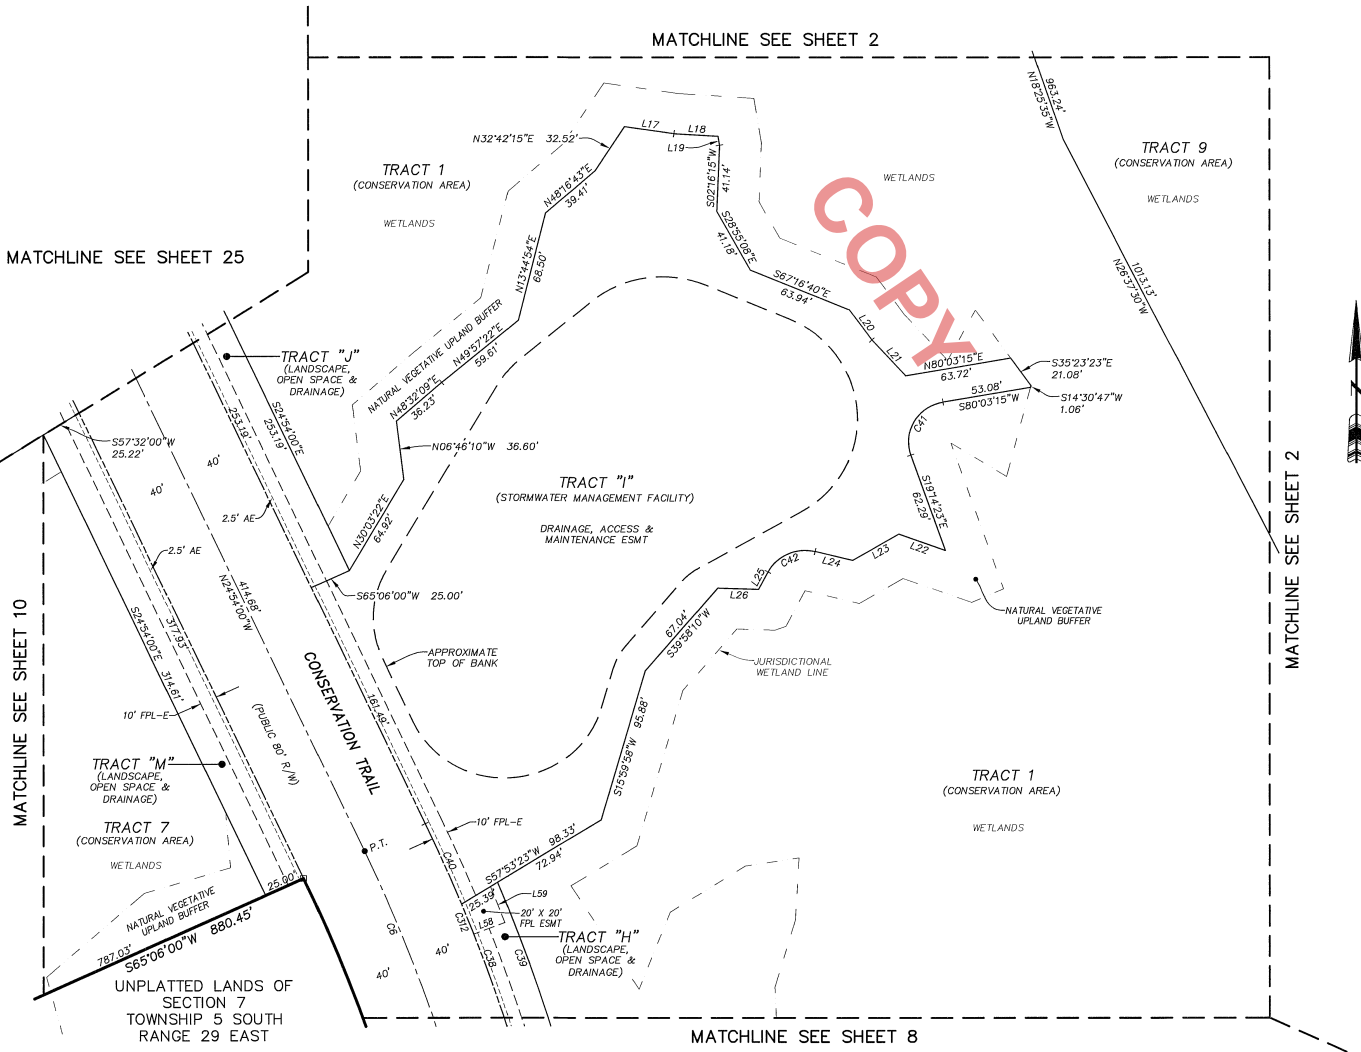 MATCHLINE SEE SHEET 2
N32°42'15"E 32.52'
L17
L18
L19
963.24'
N18°25'35"W
TRACT 1
(CONSERVATION AREA)
WETLANDS
N48°16'43"E
39.41'
S02°16'15"W
41.14'
WETLANDS
TRACT 9
(CONSERVATION AREA)
WETLANDS
COPY
MATCHLINE SEE SHEET 25
N13°44'54"E
68.50'
S28°55'08"E
41.18'
S67°16'40"E
63.94'
1013.13'
N26°37'30"W
NATURAL VEGETATIVE UPLAND BUFFER
N49°57'22"E
59.61'
L20
L21
TRACT "J"
(LANDSCAPE,
OPEN SPACE &
DRAINAGE)
N80°03'15"E
63.72'
S35°23'23"E
21.08'
53.08'
S80°03'15"W
S14°30'47"W
1.06'
N48°32'09"E
36.23'
S24°54'00"E
253.19'
253.19'
C41
S57°32'00"W
25.22'
40'
40'
N06°46'10"W 36.60'
TRACT "I"
(STORMWATER MANAGEMENT FACILITY)
DRAINAGE, ACCESS &
MAINTENANCE ESMT
S19°14'23"E
62.29'
2.5' AE
2.5' AE
N30°03'22"E
64.92'
L22
L23
L24
C42
L25
L26
S65°06'00"W 25.00'
414.68'
N24°54'00"W
NATURAL VEGETATIVE
UPLAND BUFFER
MATCHLINE SEE SHEET 2
MATCHLINE SEE SHEET 10
S24°54'00"E 314.61'
317.93'
67.04'
S39°58'10"W
APPROXIMATE
TOP OF BANK
JURISDICTIONAL
WETLAND LINE
CONSERVATION TRAIL
161.49'
10' FPL-E
(PUBLIC 80' R/W)
S15°59'58"W 95.88'
TRACT "M"
(LANDSCAPE,
OPEN SPACE &
DRAINAGE)
TRACT 1
(CONSERVATION AREA)
WETLANDS
TRACT 7
(CONSERVATION AREA)
WETLANDS
10' FPL-E
P.T.
C40
S57°53'23"W 98.33'
72.94'
25.00'
25.39'
L59
NATURAL VEGETATIVE
UPLAND BUFFER
20' X 20'
FPL ESMT
L58
C312
C6
787.03'
S65°06'00"W 880.45'
TRACT "H"
(LANDSCAPE,
OPEN SPACE &
DRAINAGE)
40'
40'
C38
C39
UNPLATTED LANDS OF
SECTION 7
TOWNSHIP 5 SOUTH
RANGE 29 EAST
MATCHLINE SEE SHEET 8